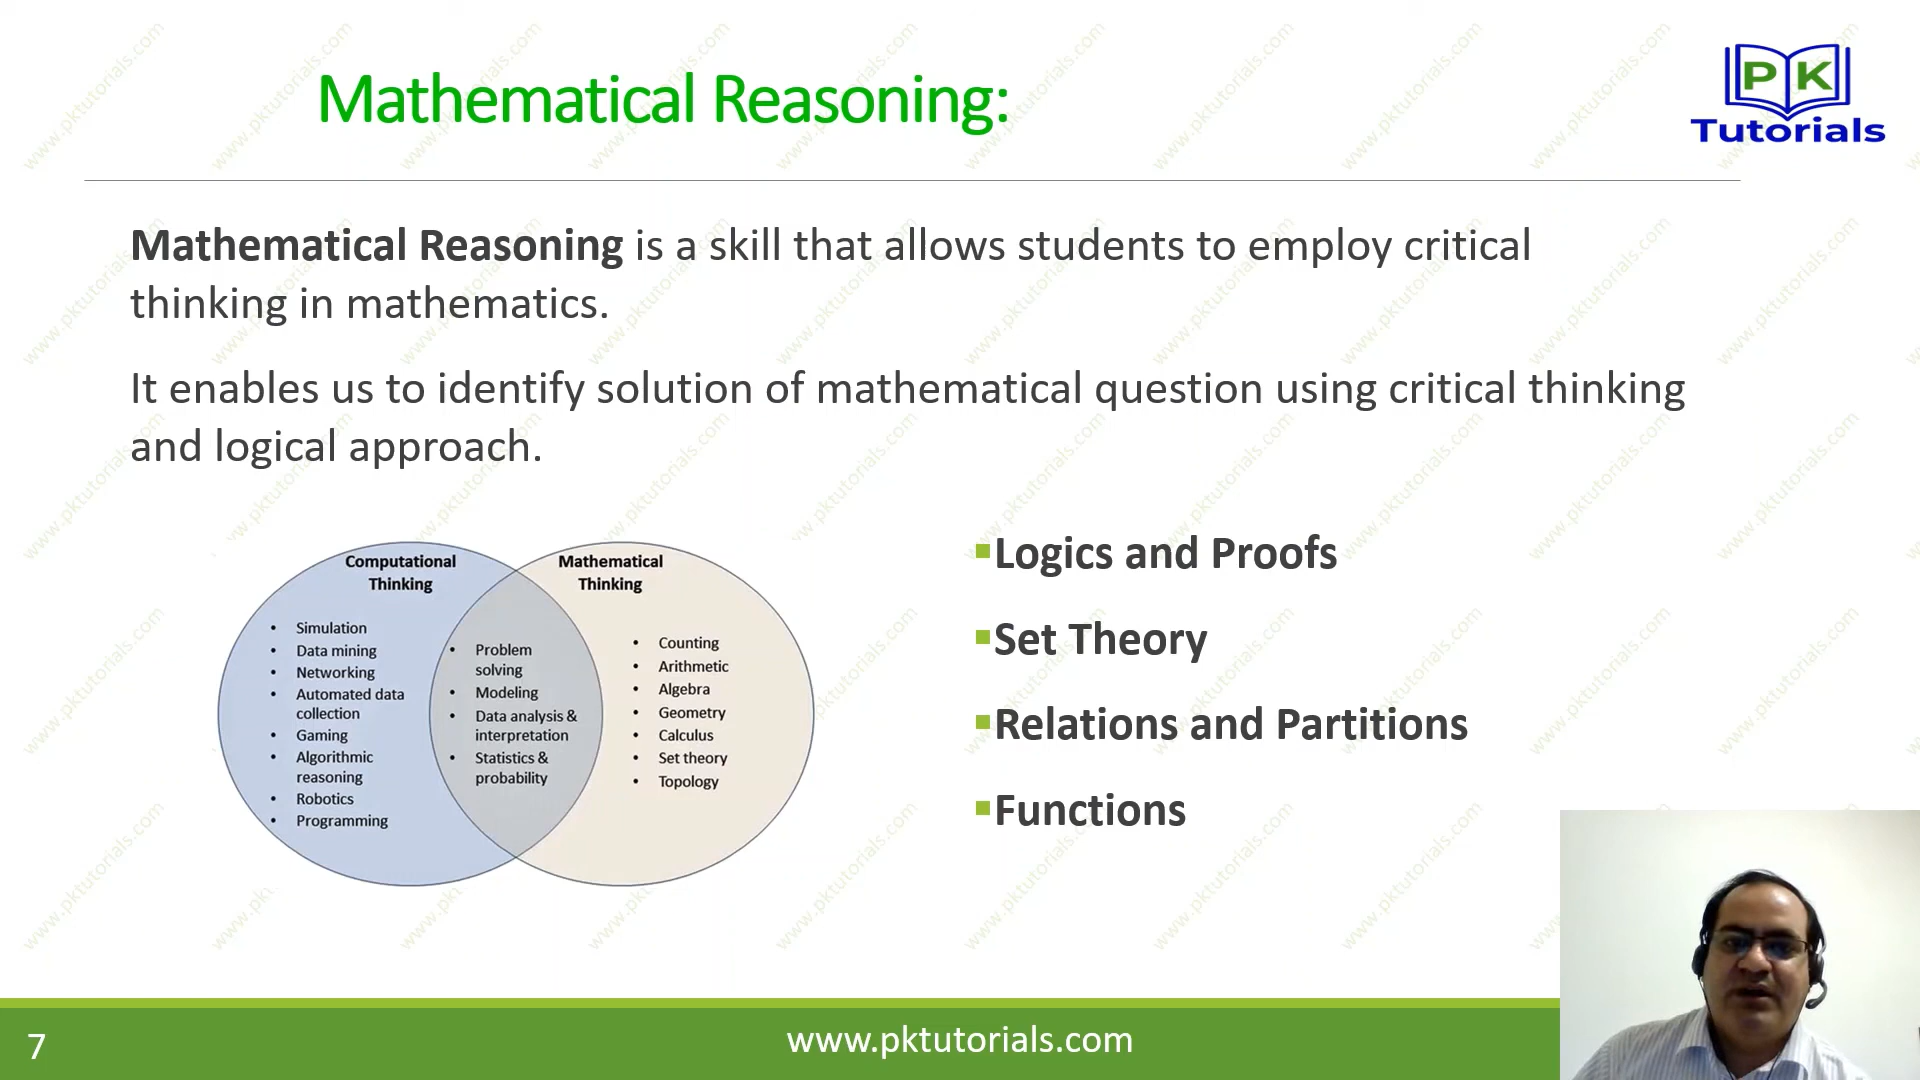 Mathematical Reasoning:
PK
Tutorials
Mathematical Reasoning is a skill that allows students to employ critical
thinking in mathematics.
It enables us to identify solution of mathematical question using critical thinking
and logical approach.
Computational
Thinking
• Simulation
• Data mining
• Networking
• Automated data
collection
• Gaming
• Algorithmic
reasoning
• Robotics
• Programming
• Problem
solving
• Modeling
• Data analysis &
interpretation
• Statistics &
probability
Mathematical
Thinking
• Counting
• Arithmetic
• Algebra
• Geometry
• Calculus
• Set theory
• Topology
▪Logics and Proofs
▪Set Theory
▪Relations and Partitions
▪Functions
7
www.pktutorials.com